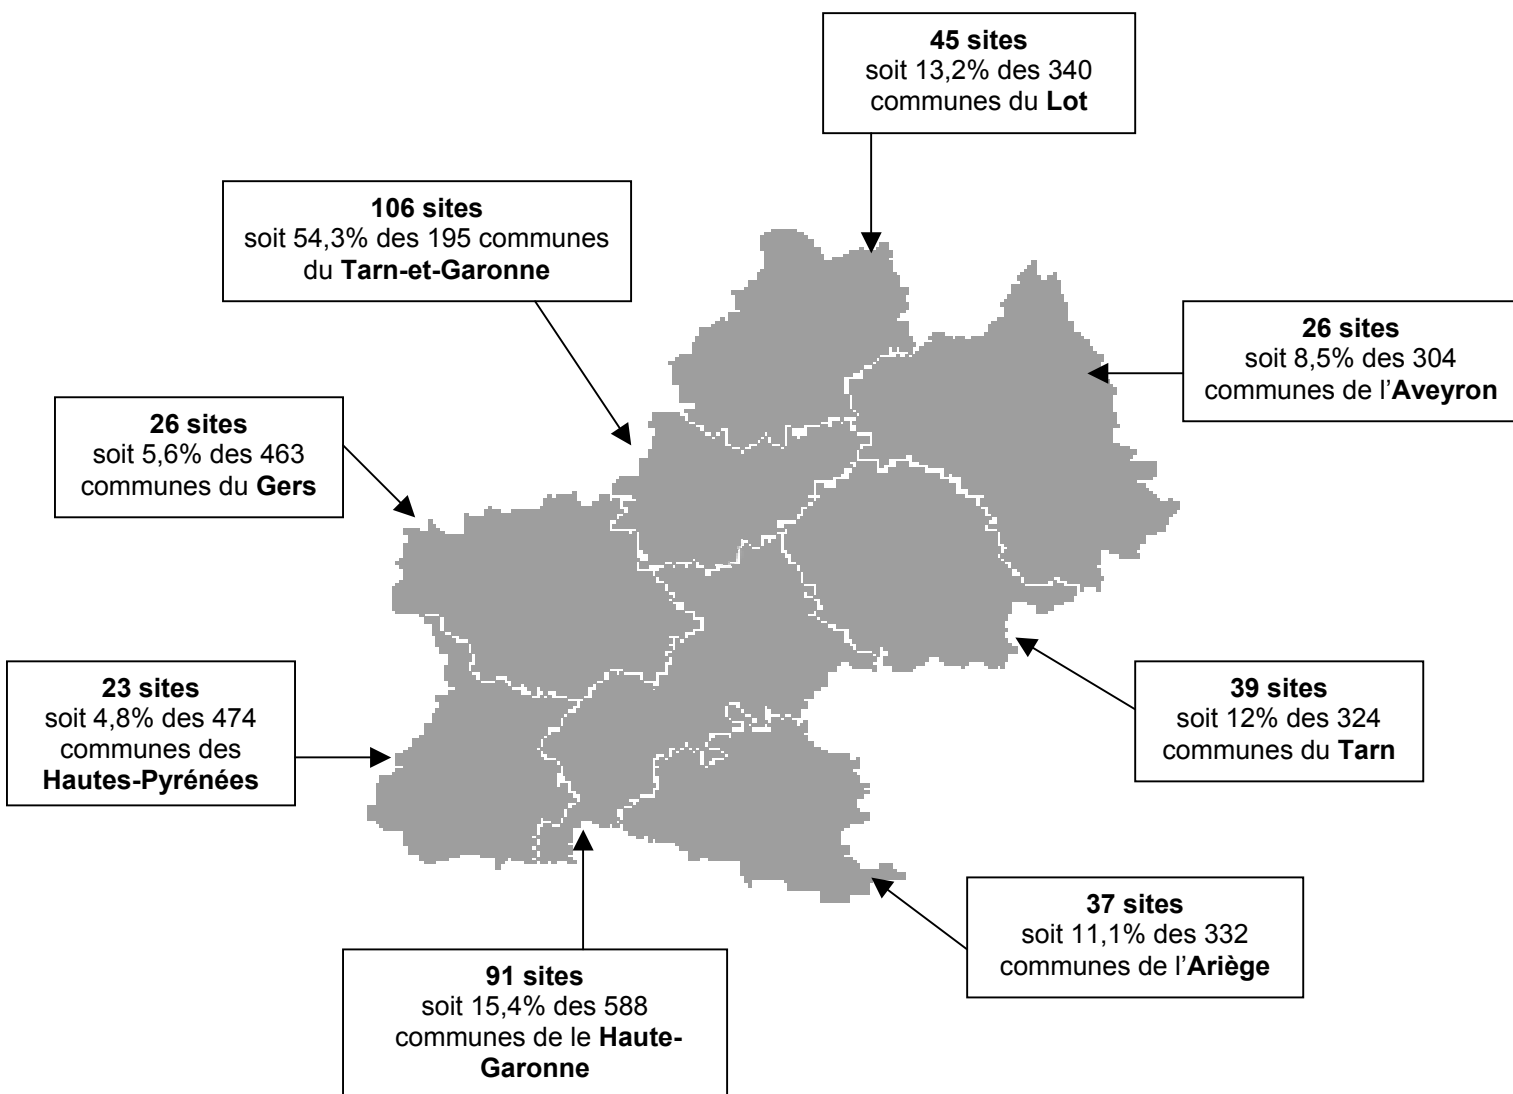 45 sites
soit 13,2% des 340
communes du Lot
106 sites
soit 54,3% des 195 communes
du Tarn-et-Garonne
26 sites
soit 8,5% des 304
communes de l'Aveyron
26 sites
soit 5,6% des 463
communes du Gers
23 sites
soit 4,8% des 474
communes des
Hautes-Pyrénées
39 sites
soit 12% des 324
communes du Tarn
37 sites
soit 11,1% des 332
communes de l'Ariège
91 sites
soit 15,4% des 588
communes de le Haute-
Garonne